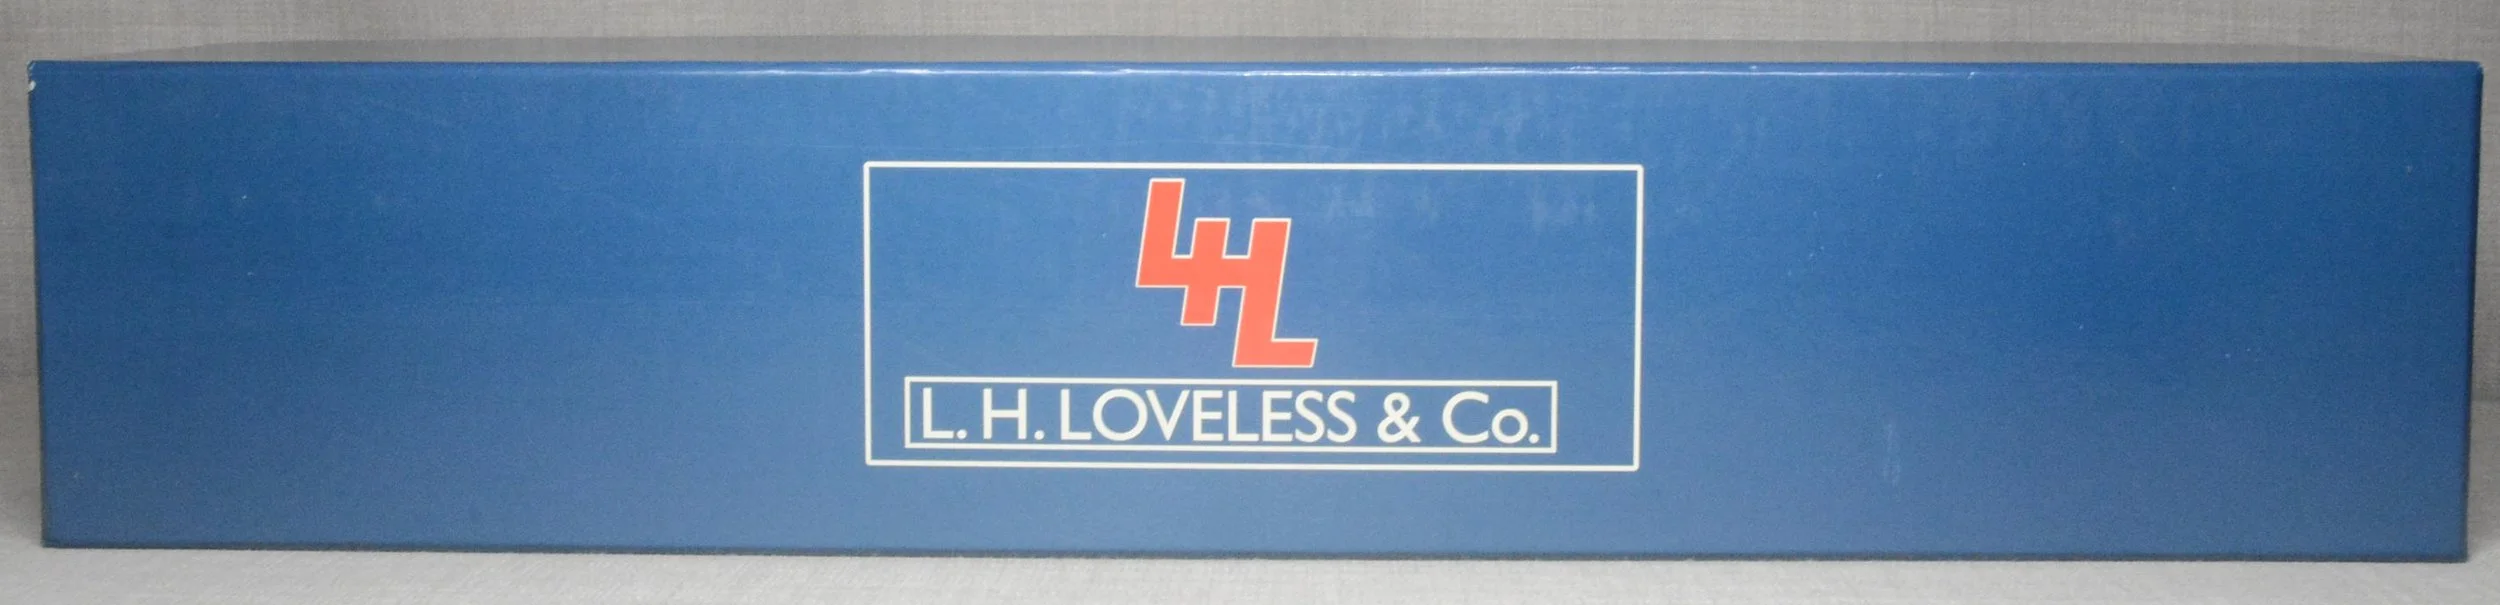 LHL
L. H. LOVELESS & Co.